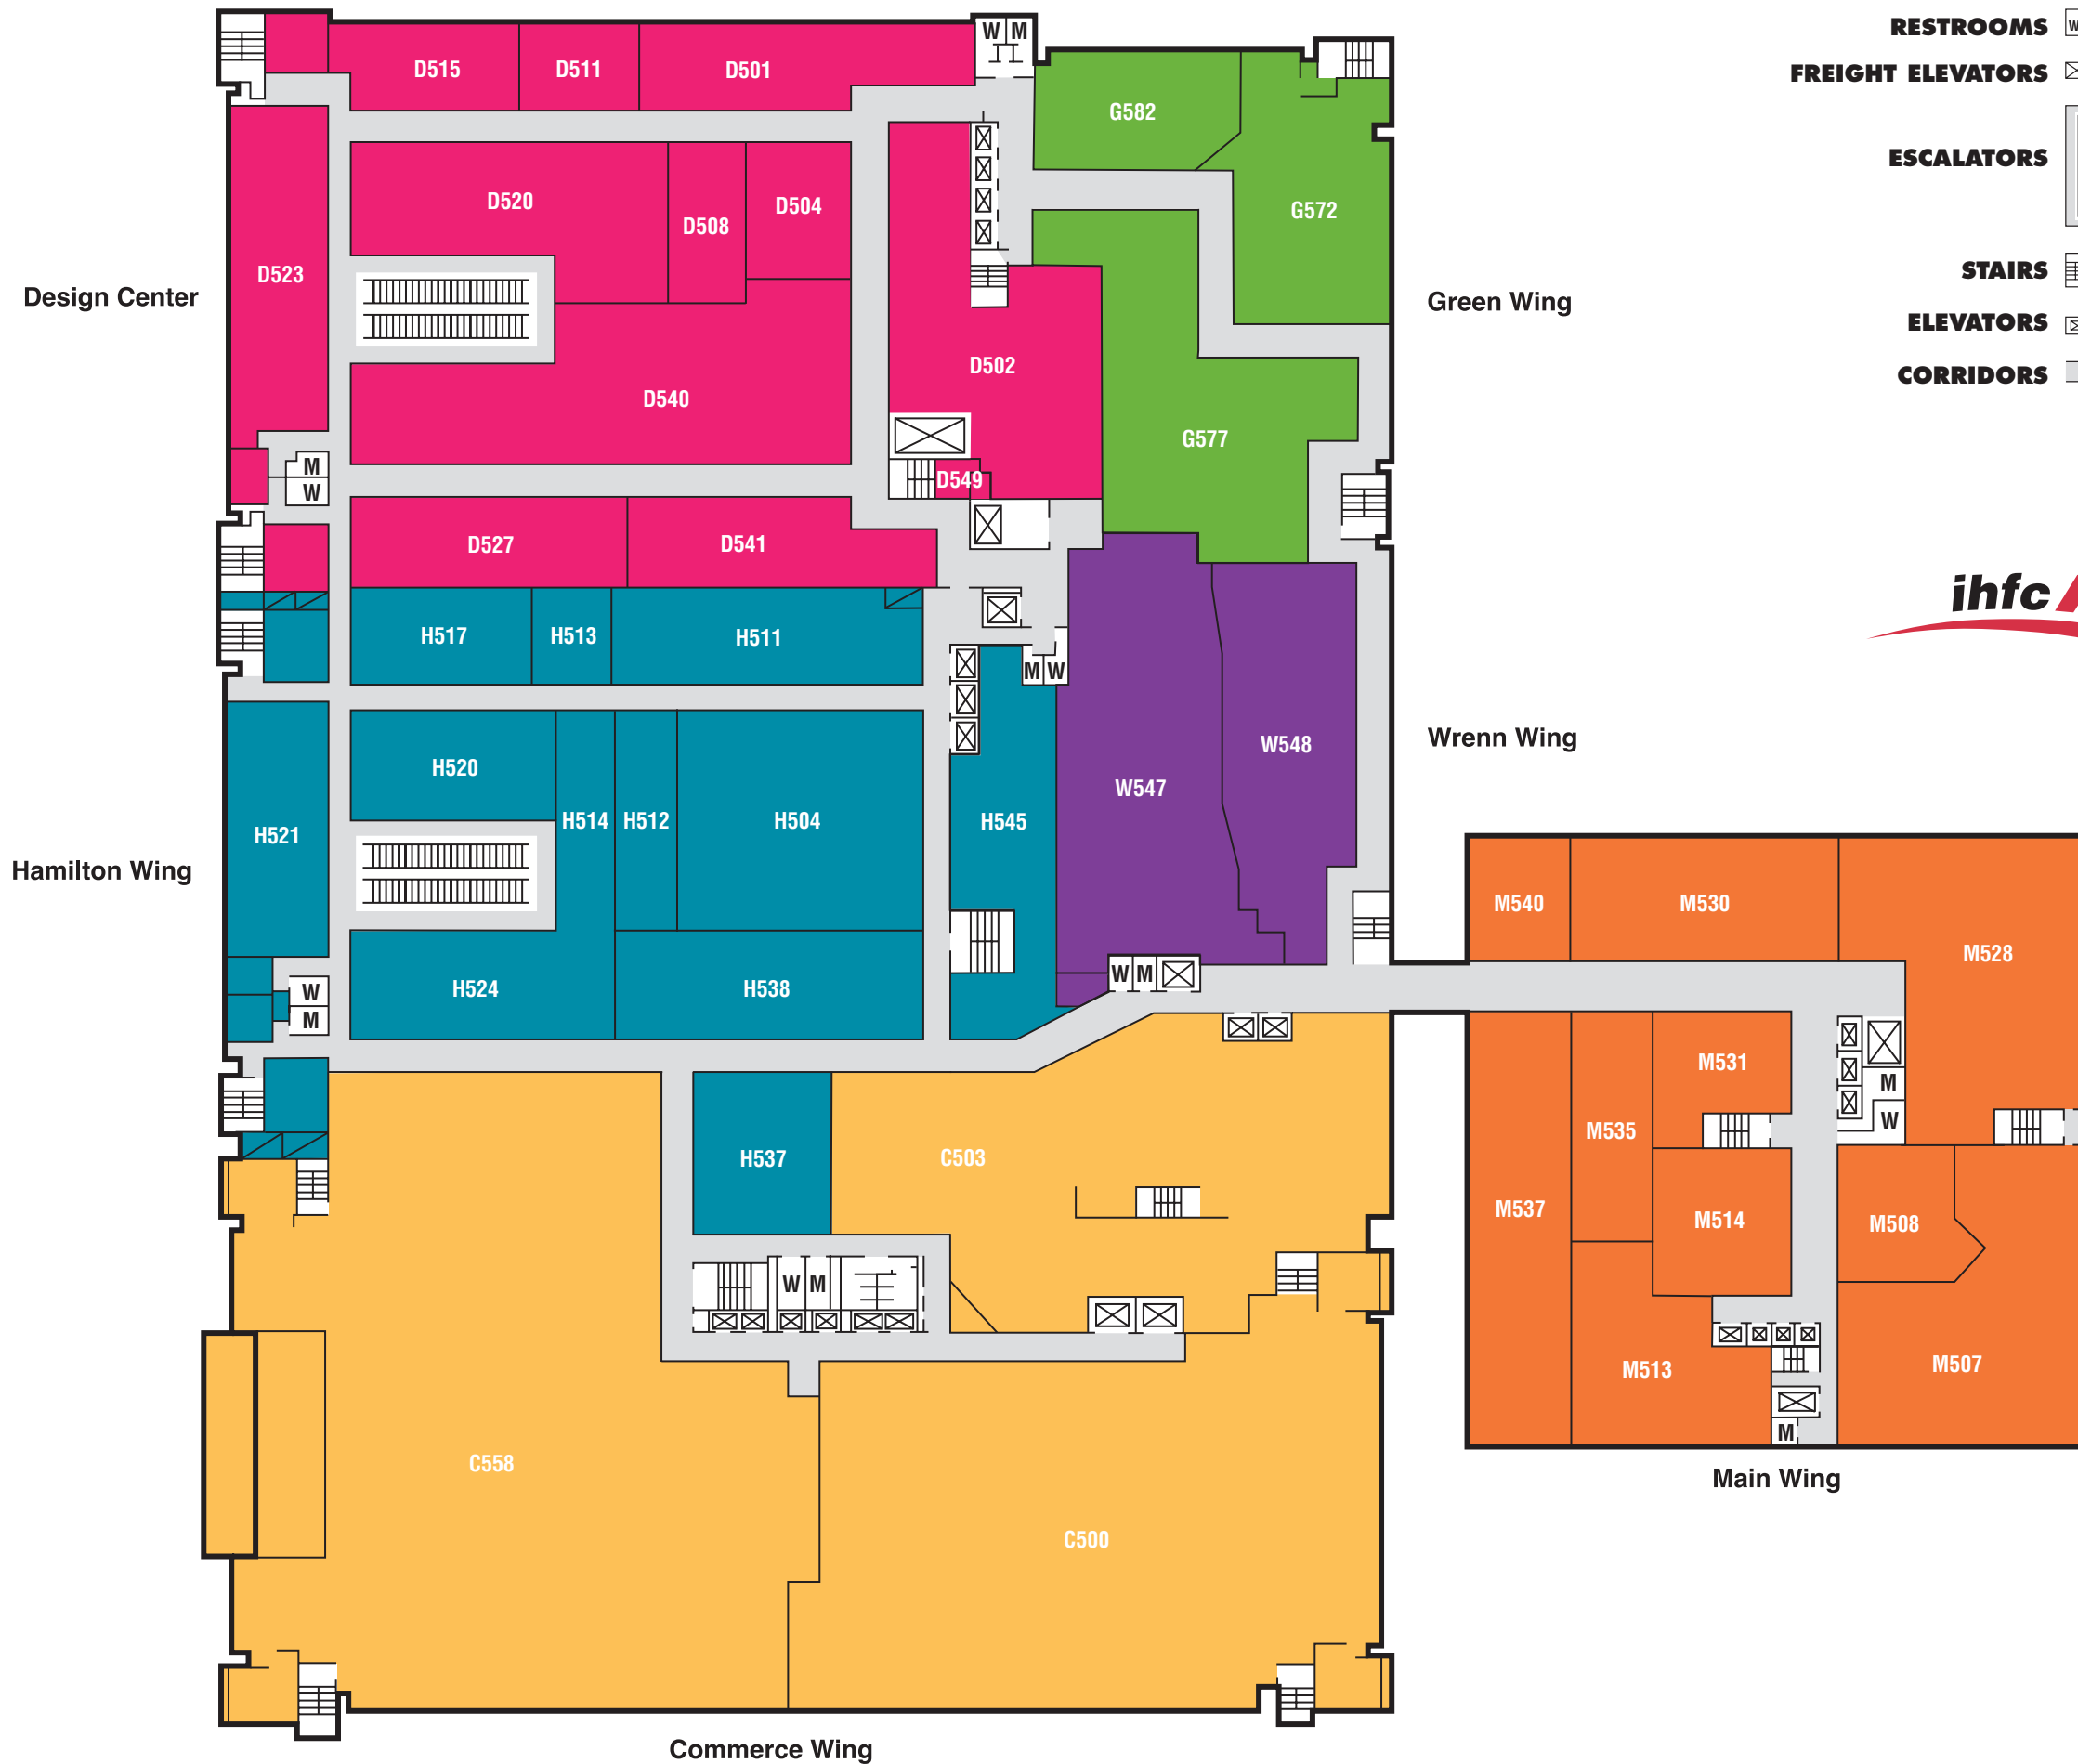 RESTROOMS
W M
FREIGHT ELEVATORS
D515
D511
D501
G582
ESCALATORS
D520
D508
D504
G572
D523
STAIRS
Design Center
Green Wing
ELEVATORS
D502
CORRIDORS
D540
G577
M
W
D549
D527
D541
ihfc
H517
H513
H511
M W
W548
Wrenn Wing
H520
W547
H514
H512
H504
H545
H521
Hamilton Wing
M540
M530
M528
W M
H524
H538
W
M
M531
M
W
M535
H537
C503
M537
M514
M508
W M
M507
M513
M
C558
Main Wing
C500
Commerce Wing